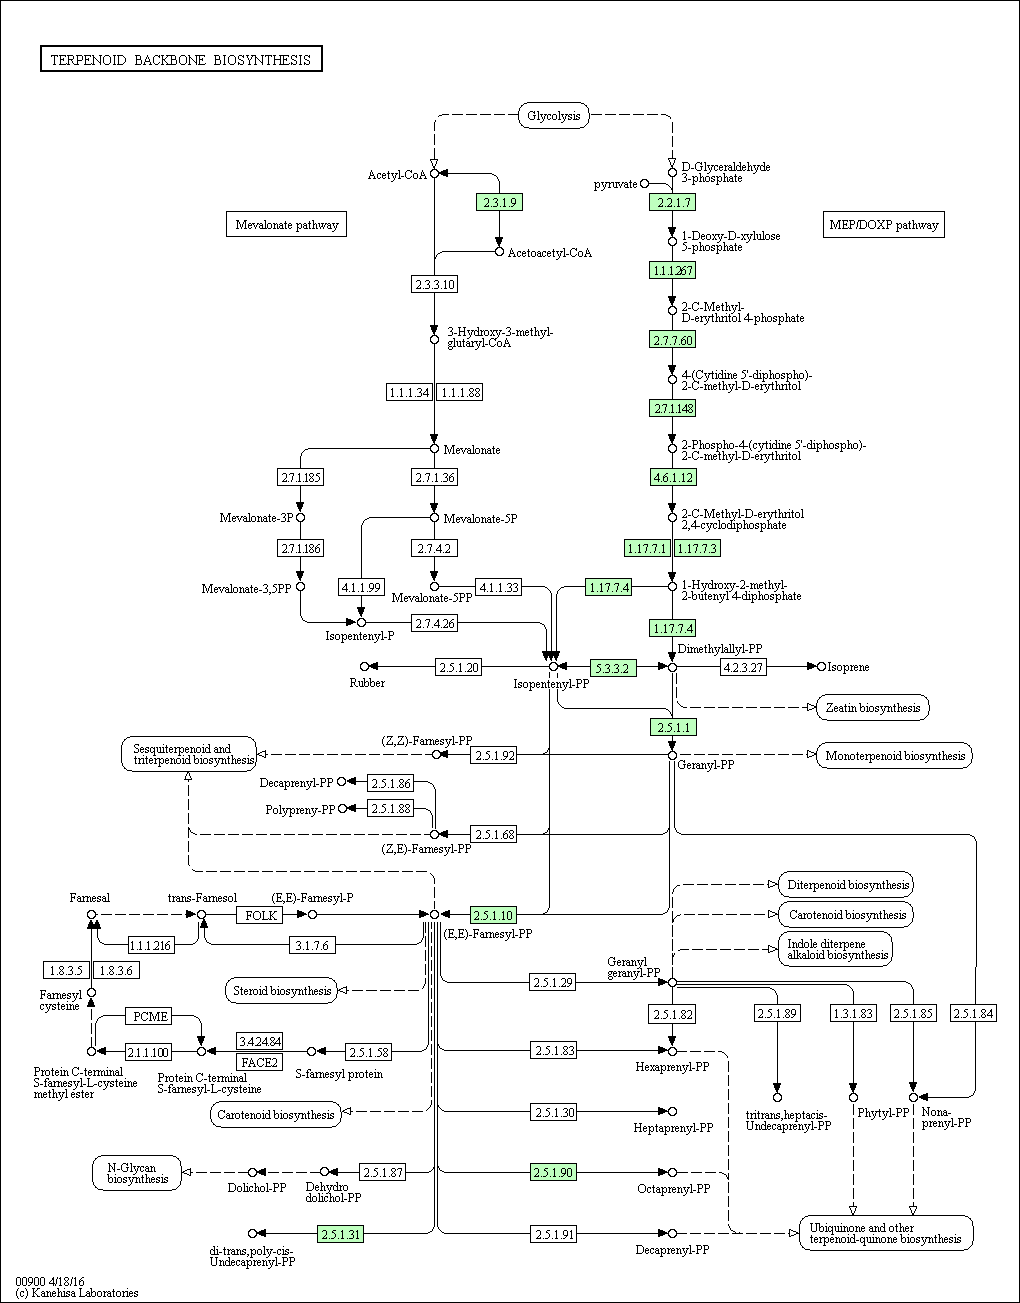 TERPENOID BACKBONE BIOSYNTHESIS
Glycolysis
Acetyl-CoA
D-Glyceraldehyde
3-phosphate
pyruvate
2.3.1.9
2.2.1.7
Mevalonate pathway
MEP/DOXP pathway
1-Deoxy-D-xylulose
5-phosphate
Acetoacetyl-CoA
1.1.1.267
2.3.3.10
2-C-Methyl-
D-erythritol 4-phosphate
3-Hydroxy-3-methyl-
glutaryl-CoA
2.7.7.60
4-(Cytidine 5'-diphospho)-
2-C-methyl-D-erythritol
1.1.1.34
1.1.1.88
2.7.1.148
Mevalonate
2-Phospho-4-(cytidine 5'-diphospho)-
2-C-methyl-D-erythritol
2.7.1.185
2.7.1.36
4.6.1.12
Mevalonate-3P
Mevalonate-5P
2-C-Methyl-D-erythritol
2,4-cyclodiphosphate
2.7.1.186
2.7.4.2
1.17.7.1
1.17.7.3
Mevalonate-3,5PP
4.1.1.99
Mevalonate-5PP
4.1.1.33
1.17.7.4
1-Hydroxy-2-methyl-
2-butenyl 4-diphosphate
Isopentenyl-P
2.7.4.26
1.17.7.4
Dimethylallyl-PP
Rubber
2.5.1.20
Isopentenyl-PP
5.3.3.2
4.2.3.27
Isoprene
Zeatin biosynthesis
2.5.1.1
Sesquiterpenoid and
triterpenoid biosynthesis
(Z,Z)-Farnesyl-PP
2.5.1.92
Geranyl-PP
Monoterpenoid biosynthesis
Decaprenyl-PP
2.5.1.86
Polypreny-PP
2.5.1.88
(Z,E)-Farnesyl-PP
2.5.1.68
Diterpenoid biosynthesis
Farnesal
trans-Farnesol
(E,E)-Farnesyl-P
FOLK
2.5.1.10
(E,E)-Farnesyl-PP
Carotenoid biosynthesis
1.1.1.216
3.1.7.6
Indole diterpene
alkaloid biosynthesis
1.8.3.5
1.8.3.6
Geranyl
geranyl-PP
Farnesyl
cysteine
Steroid biosynthesis
2.5.1.29
PCME
2.5.1.82
2.5.1.89
1.3.1.83
2.5.1.85
2.5.1.84
2.1.1.100
3.4.24.84
FACE2
2.5.1.58
2.5.1.83
Protein C-terminal
S-farnesyl-L-cysteine
methyl ester
Protein C-terminal
S-farnesyl-L-cysteine
S-farnesyl protein
Hexaprenyl-PP
Carotenoid biosynthesis
2.5.1.30
Heptaprenyl-PP
tritrans,heptacis-
Undecaprenyl-PP
Phytyl-PP
Nona-
prenyl-PP
N-Glycan
biosynthesis
Dolichol-PP
Dehydro
dolichol-PP
2.5.1.87
2.5.1.90
Octaprenyl-PP
di-trans,poly-cis-
Undecaprenyl-PP
2.5.1.31
2.5.1.91
Decaprenyl-PP
Ubiquinone and other
terpenoid-quinone biosynthesis
00900 4/18/16
(c) Kanehisa Laboratories